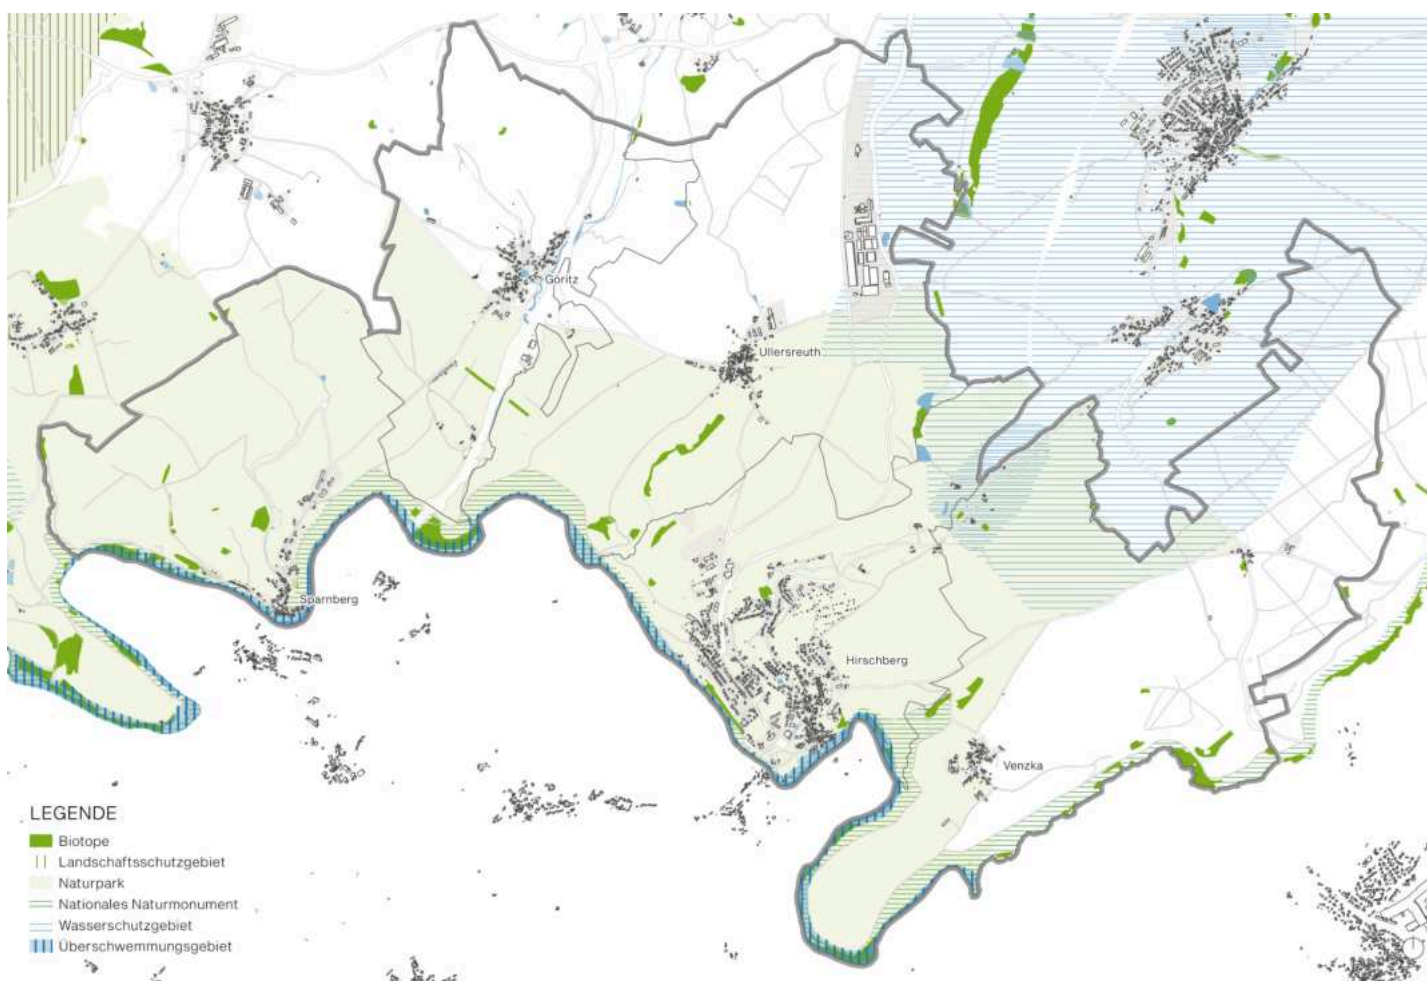 Göritz
Ullersreuth
Sparnberg
Hirschberg
Venzka
LEGENDE
Biotope
Landschaftsschutzgebiet
Naturpark
Nationales Naturmonument
Wasserschutzgebiet
Überschwemmungsgebiet